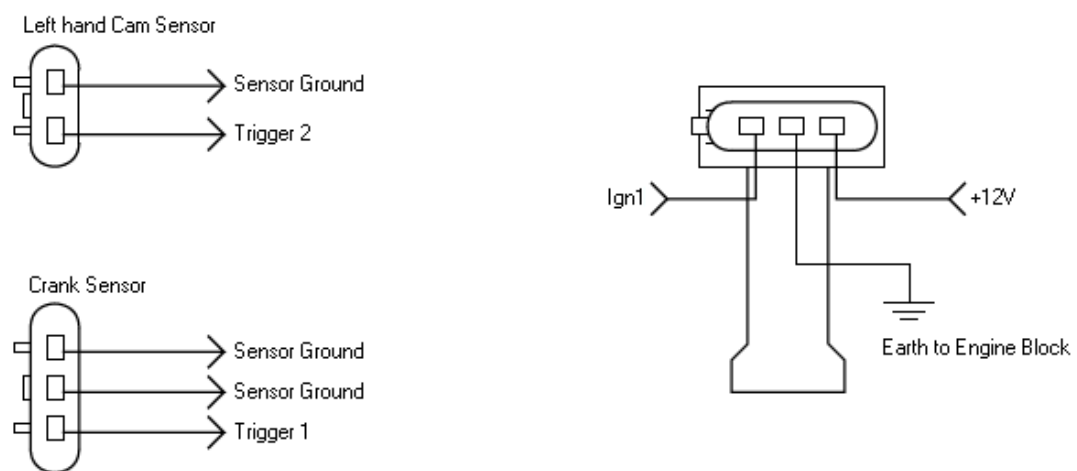 Left hand Cam Sensor
Sensor Ground
Trigger 2
Crank Sensor
Sensor Ground
Sensor Ground
Trigger 1
Ign1
+12V
Earth to Engine Block